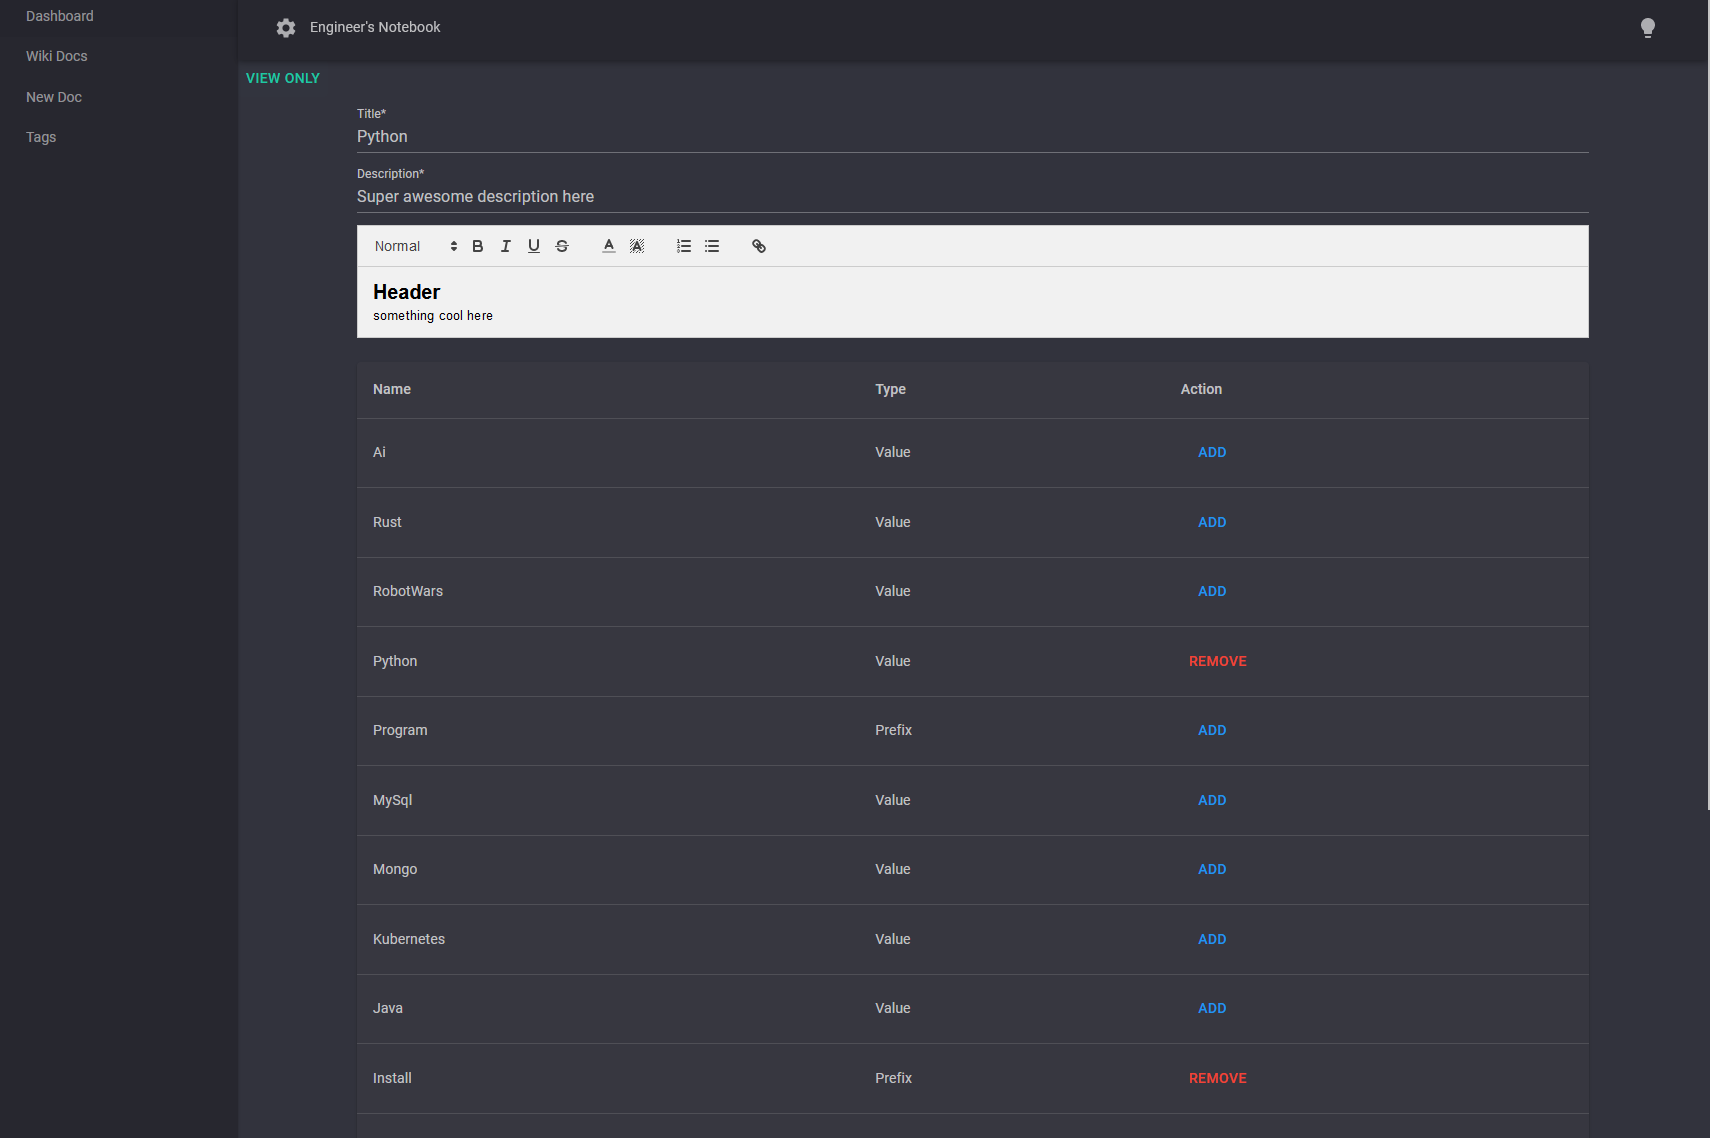 Dashboard
Wiki Docs
New Doc
Tags
Engineer's Notebook
VIEW ONLY
Title*
Python
Description*
Super awesome description here
Normal
Header
something cool here
Name Type Action
Ai Value ADD
Rust Value ADD
RobotWars Value ADD
Python Value REMOVE
Program Prefix ADD
MySql Value ADD
Mongo Value ADD
Kubernetes Value ADD
Java Value ADD
Install Prefix REMOVE